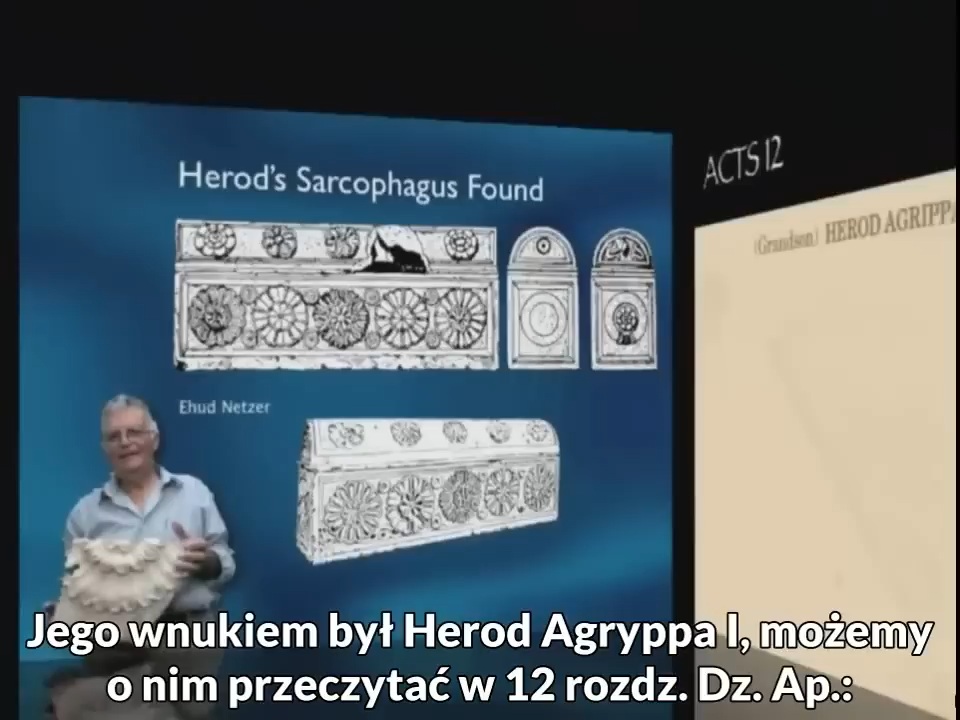 Herod's Sarcophagus Found
ACTS 12
(Grandson) HEROD AGRIPPA
Ehud Netzer
Jego wnukiem był Herod Agryppa I, możemy
o nim przeczytać w 12 rozdz. Dz. Ap.: